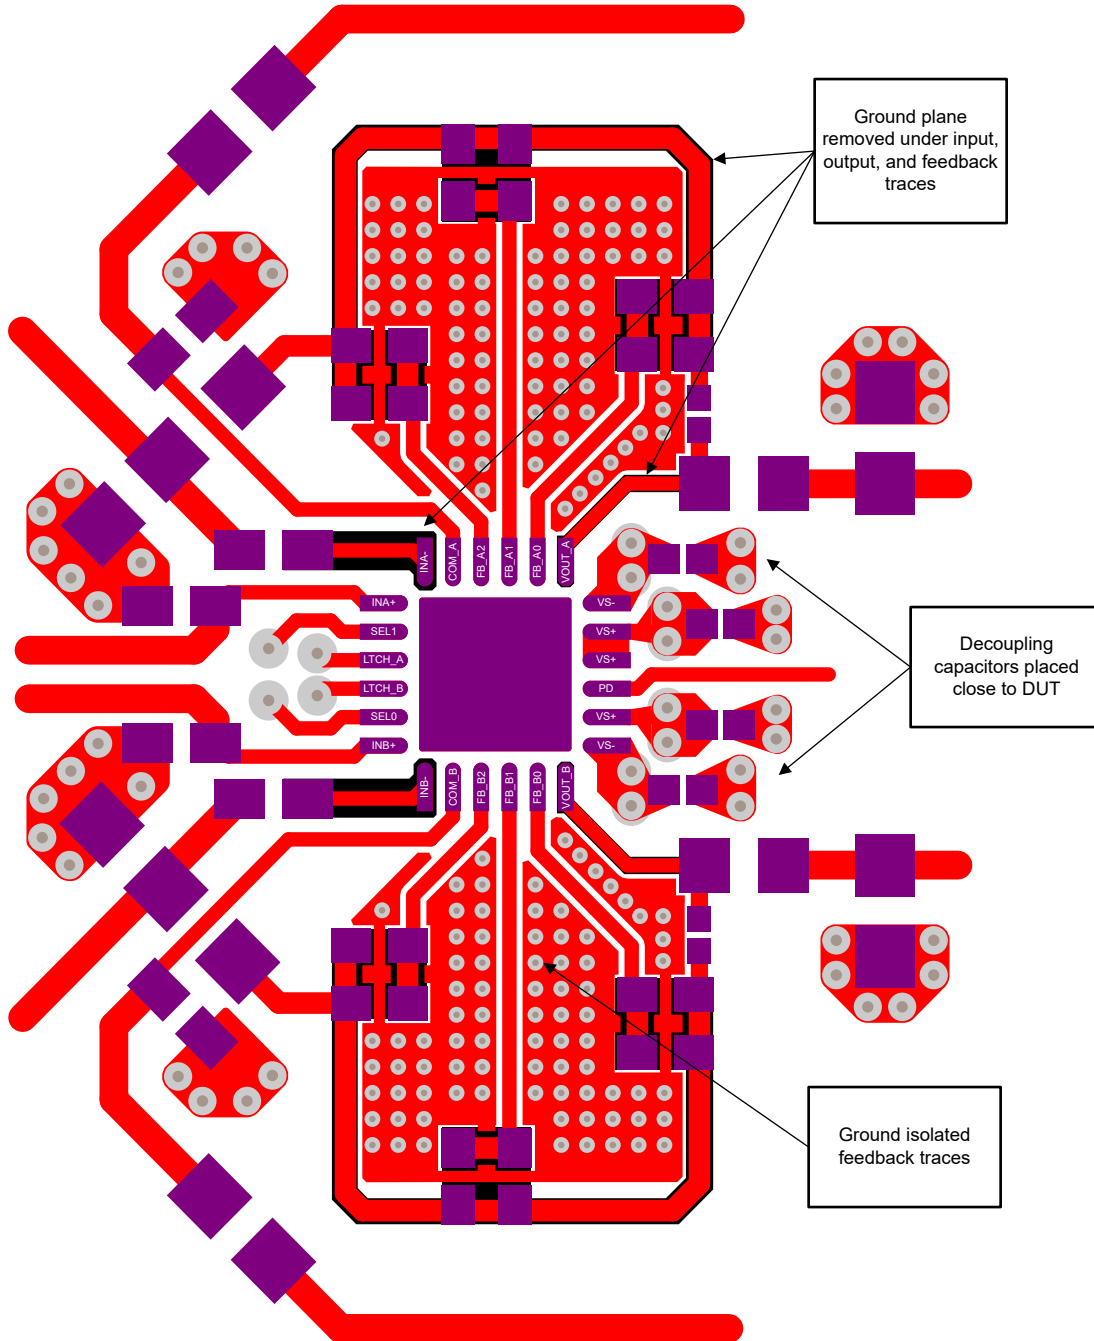 Ground plane
removed under input,
output, and feedback
traces
INA-
COM_A
FB_A2
FB_A1
FB_A0
VOUT_A
INA+
SEL1
LTCH_A
LTCH_B
SEL0
INB+
VS-
VS+
VS+
PD
VS+
VS-
Decoupling
capacitors placed
close to DUT
INB-
COM_B
FB_B2
FB_B1
FB_B0
VOUT_B
Ground isolated
feedback traces